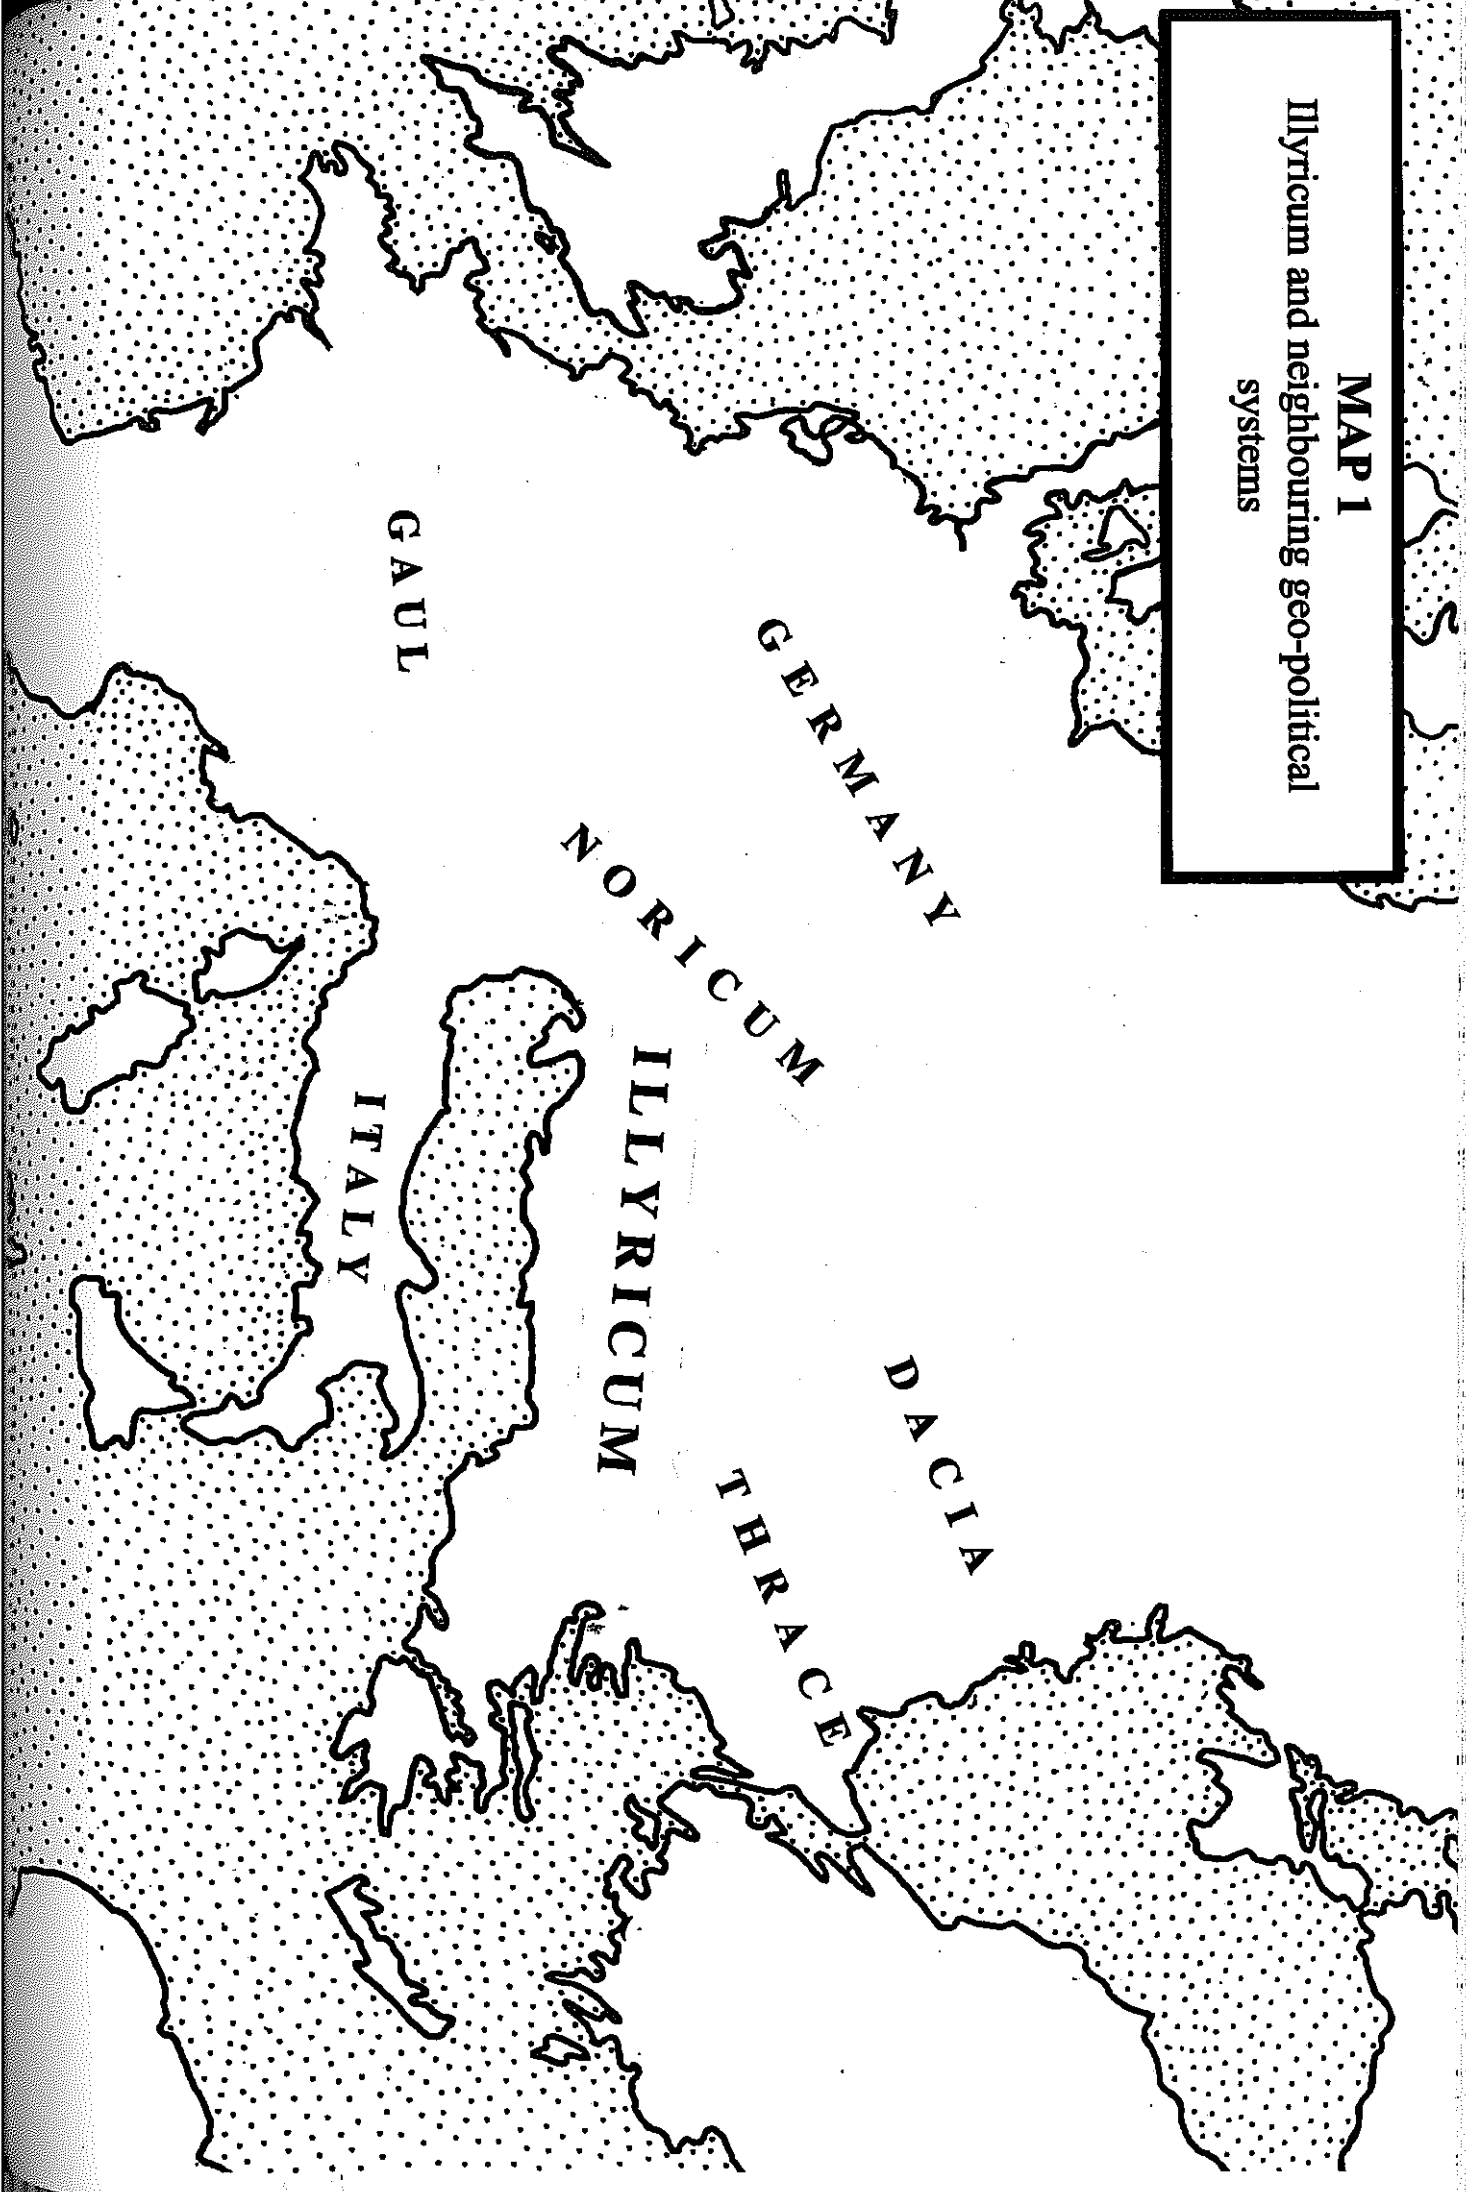 MAP 1
Illyricum and neighbouring geo-political
systems
GERMANY
GAUL
NORICUM
DACIA
ILLYRICUM
THRACE
ITALY